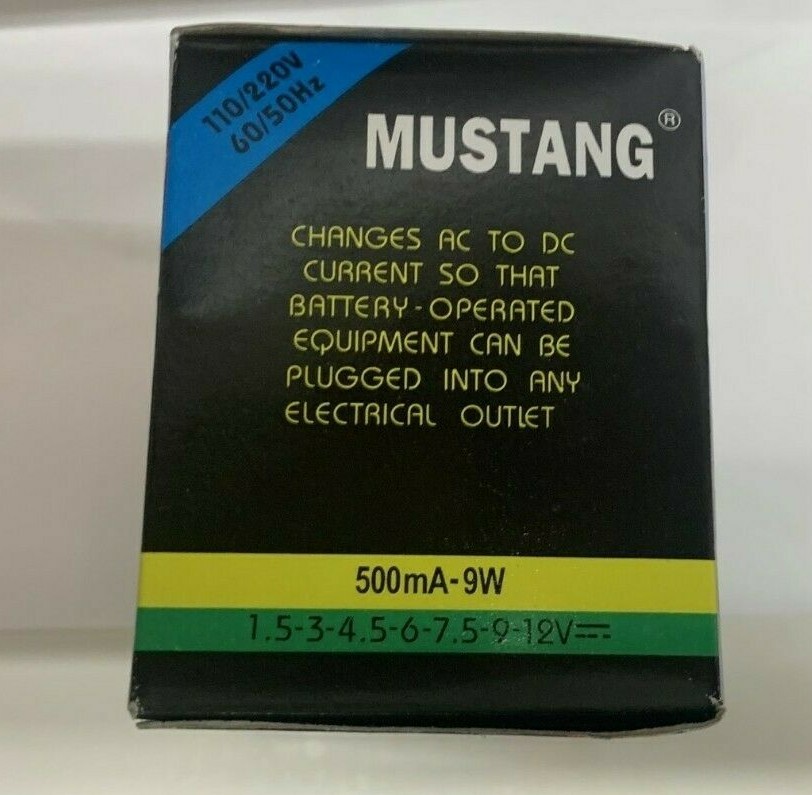 110/220V
60/50Hz
MUSTANG®
CHANGES AC TO DC
CURRENT SO THAT
BATTERY-OPERATED
EQUIPMENT CAN BE
PLUGGED INTO ANY
ELECTRICAL OUTLET
500mA-9W
1.5-3-4.5-6-7.5-9-12V⎓